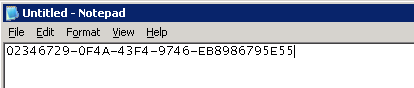 Untitled - Notepad
File Edit Format View Help
02346729-0F4A-43F4-9746-EB8986795E55